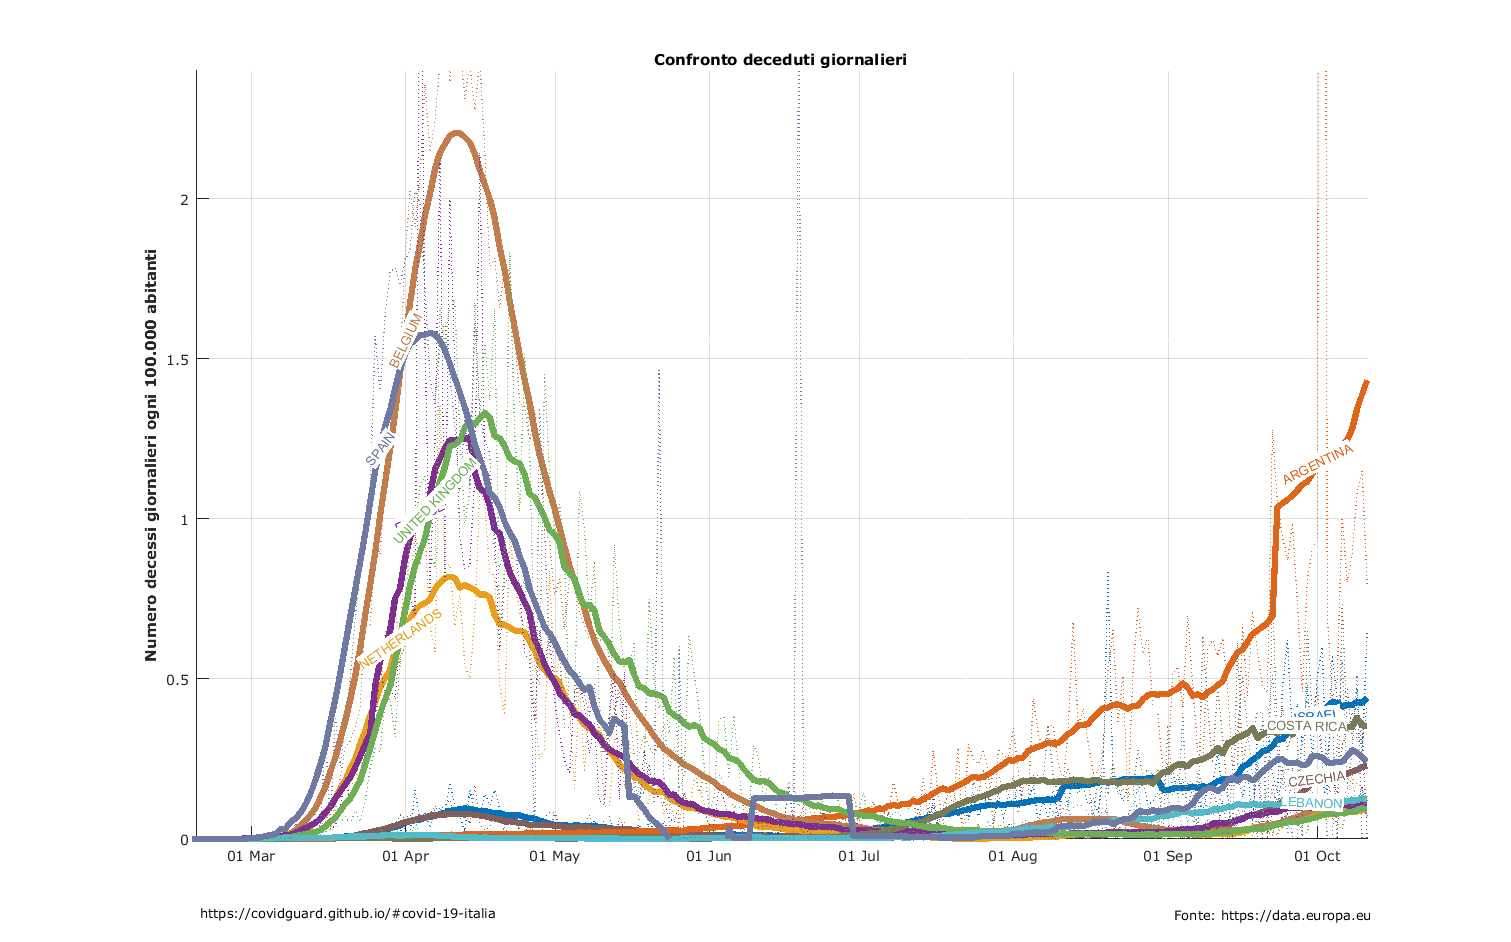 Confronto deceduti giornalieri
Numero decessi giornalieri ogni 100.000 abitanti
2
1.5
1
0.5
0
BELGIUM
SPAIN
UNITED KINGDOM
NETHERLANDS
ARGENTINA
ISRAEL
COSTA RICA
CZECHIA
LEBANON
01 Mar
01 Apr
01 May
01 Jun
01 Jul
01 Aug
01 Sep
01 Oct
https://covidguard.github.io/#covid-19-italia
Fonte: https://data.europa.eu